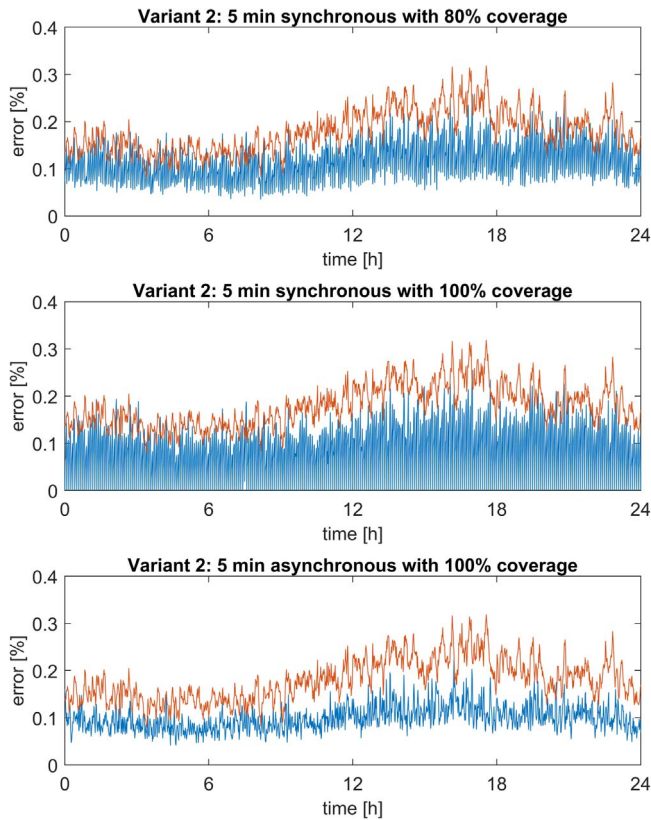 Variant 2: 5 min synchronous with 80% coverage
0.4
0.3
0.2
0.1
0
error [%]
0 6 12 18 24
time [h]
Variant 2: 5 min synchronous with 100% coverage
0.4
0.3
0.2
0.1
0
error [%]
0 6 12 18 24
time [h]
Variant 2: 5 min asynchronous with 100% coverage
0.4
0.3
0.2
0.1
0
error [%]
0 6 12 18 24
time [h]